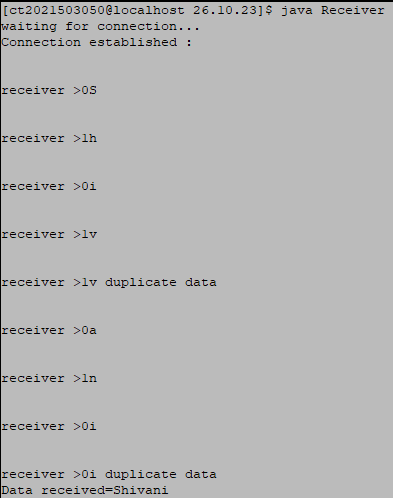 [ct2021503050@localhost 26.10.23]$ java Receiver
waiting for connection...
Connection established :
receiver >0S
receiver >1h
receiver >0i
receiver >1v
receiver >1v duplicate data
receiver >0a
receiver >1n
receiver >0i
receiver >0i duplicate data
Data received=Shivani